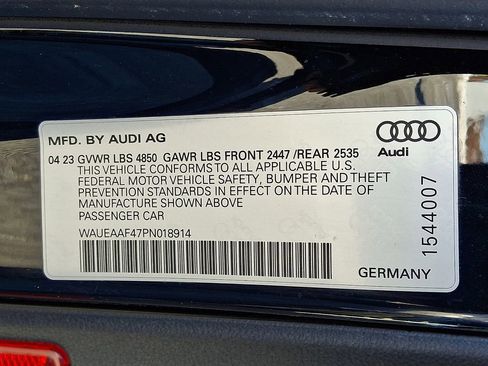 MFD. BY AUDI AG
04 23 GVWR LBS 4850 GAWR LBS FRONT 2447 /REAR 2535
THIS VEHICLE CONFORMS TO ALL APPLICABLE U.S.
FEDERAL MOTOR VEHICLE SAFETY, BUMPER AND THEFT
PREVENTION STANDARDS IN EFFECT ON THE DATE OF
MANUFACTURE SHOWN ABOVE
PASSENGER CAR
WAUEAAF47PN018914
Audi
1544007
GERMANY